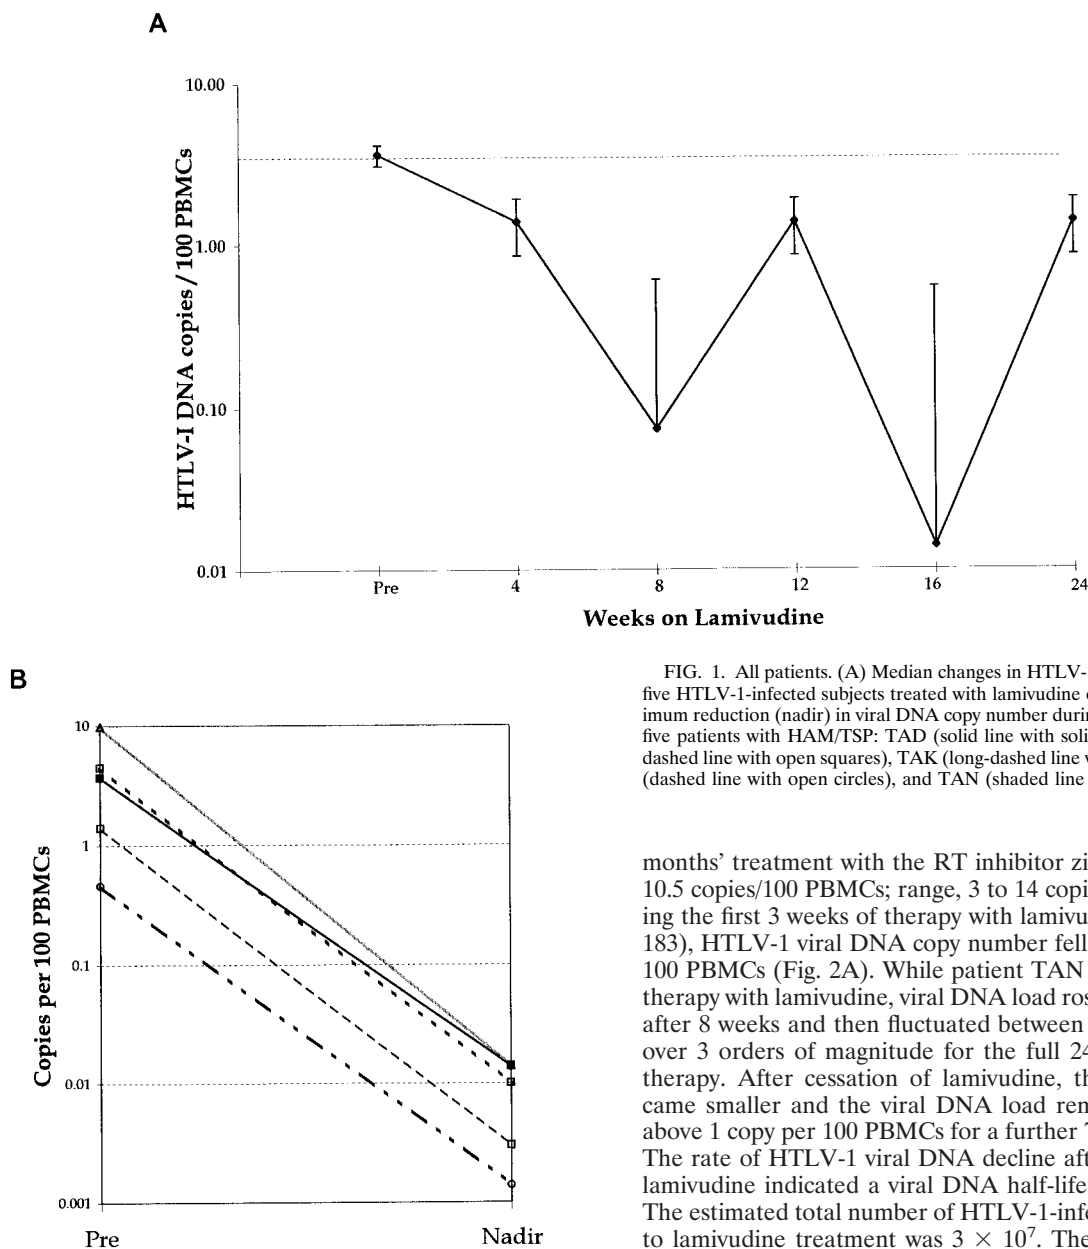 A
10.00
1.00
0.10
0.01
HTLV-I DNA copies / 100 PBMCs
Pre 4 8 12 16 24
Weeks on Lamivudine
B
10
1
0.1
0.01
0.001
Copies per 100 PBMCs
Pre Nadir
FIG. 1. All patients. (A) Median changes in HTLV-
five HTLV-1-infected subjects treated with lamivudine
imum reduction (nadir) in viral DNA copy number durin
five patients with HAM/TSP: TAD (solid line with soli
dashed line with open squares), TAK (long-dashed line
(dashed line with open circles), and TAN (shaded line
months' treatment with the RT inhibitor zi
10.5 copies/100 PBMCs; range, 3 to 14 copi
ing the first 3 weeks of therapy with lamivu
183), HTLV-1 viral DNA copy number fell
100 PBMCs (Fig. 2A). While patient TAN
therapy with lamivudine, viral DNA load ros
after 8 weeks and then fluctuated between
over 3 orders of magnitude for the full 24
therapy. After cessation of lamivudine, th
came smaller and the viral DNA load ren
above 1 copy per 100 PBMCs for a further 7
The rate of HTLV-1 viral DNA decline aft
lamivudine indicated a viral DNA half-life
The estimated total number of HTLV-1-infe
to lamivudine treatment was 3 × 10⁷. The